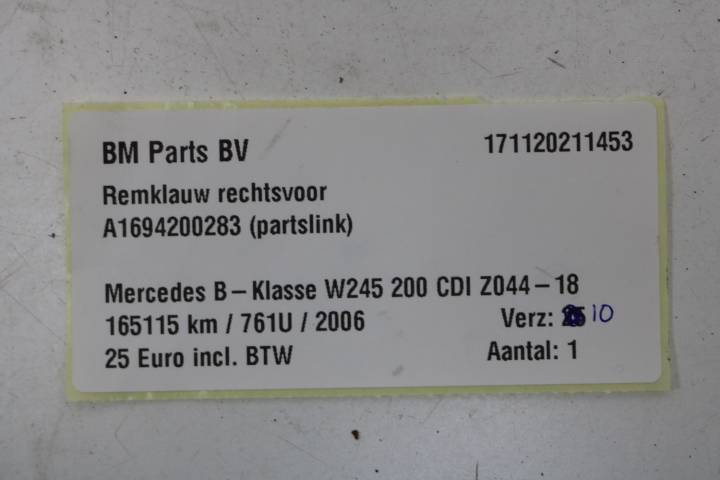 BM Parts BV 171120211453
Remklauw rechtsvoor
A1694200283 (partslink)
Mercedes B-Klasse W245 200 CDI Z044-18
165115 km / 761U / 2006 Verz: 10
25 Euro incl. BTW Aantal: 1